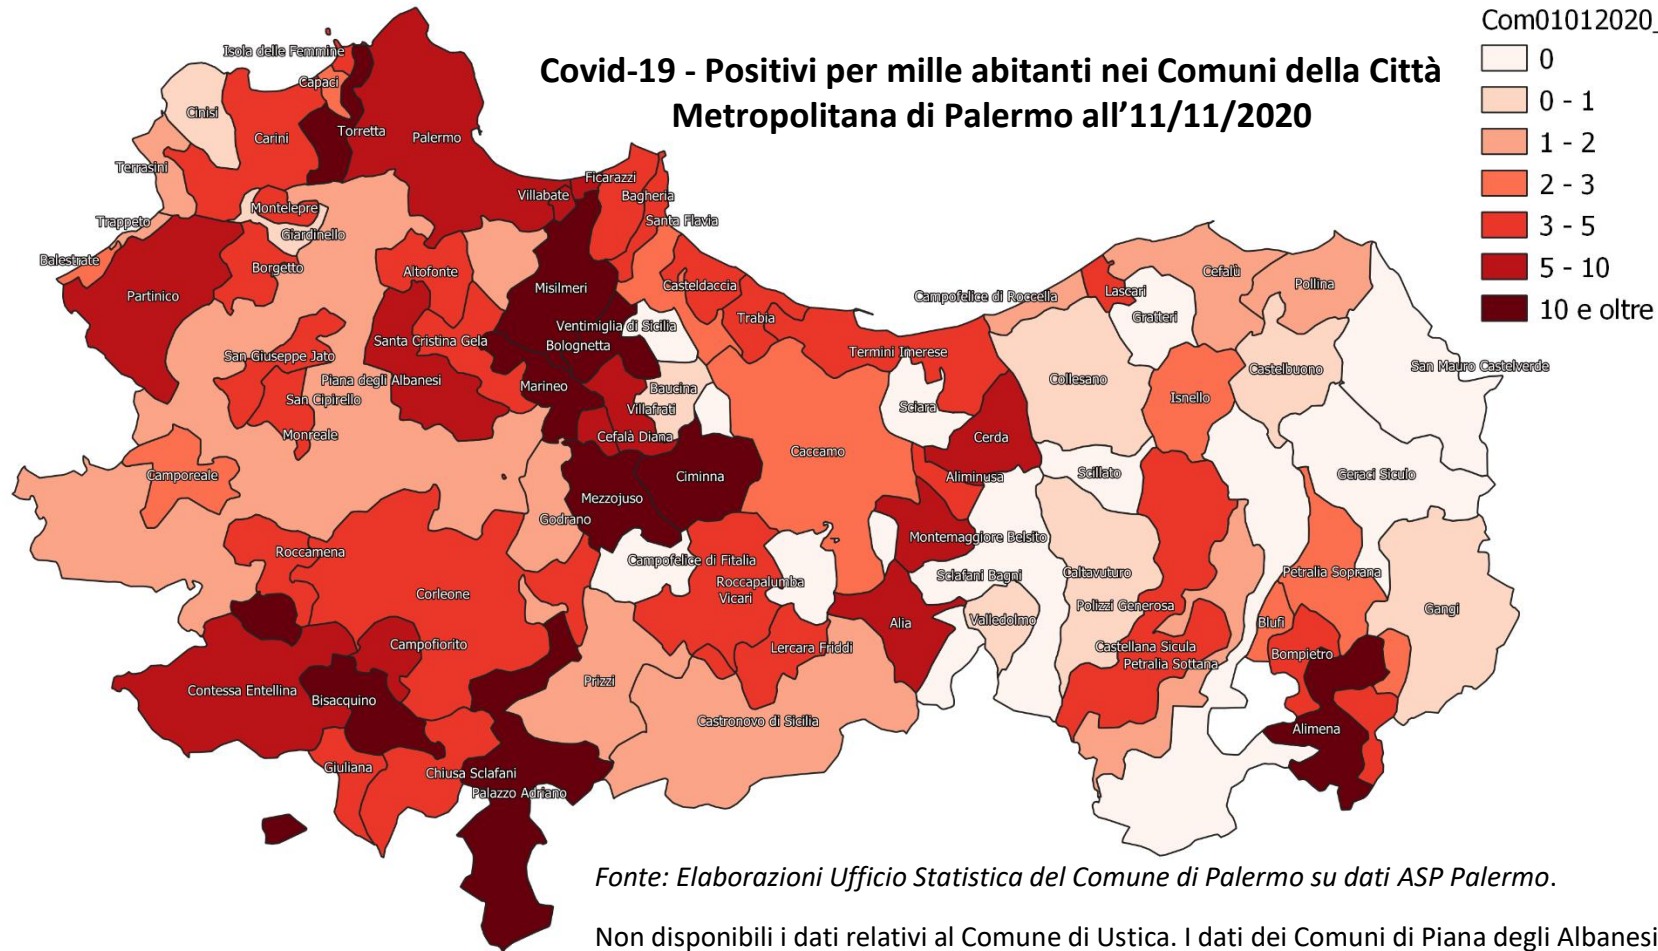 Com01012020_
0
0 - 1
1 - 2
2 - 3
3 - 5
5 - 10
10 e oltre
Covid-19 - Positivi per mille abitanti nei Comuni della Città
Metropolitana di Palermo all’11/11/2020
Isola delle Femmine
Capaci
Cinisi
Carini
Torretta
Palermo
Terrasini
Villabate
Ficarazzi
Bagheria
Montelepre
Santa Flavia
Trappeto
Giardinello
Balestrate
Borgetto
Altofonte
Partinico
Misilmeri
Casteldaccia
Cefalù
Pollina
Campofelice di Roccella
Lascari
Gratteri
Trabia
Ventimiglia di Sicilia
Santa Cristina Gela
Bolognetta
San Giuseppe Jato
Termini Imerese
San Mauro Castelverde
Castelbuono
Piana degli Albanesi
Marineo
Baucina
Collesano
San Cipirello
Villafrati
Sciara
Isnello
Monreale
Cefalà Diana
Cerda
Caccamo
Camporeale
Ciminna
Aliminusa
Scillato
Geraci Siculo
Mezzojuso
Godrano
Montemaggiore Belsito
Roccamena
Campofelice di Fitalia
Sclafani Bagni
Caltavuturo
Petralia Soprana
Roccapalumba
Corleone
Vicari
Polizzi Generosa
Gangi
Alia
Valledolmo
Blufi
Campofiorito
Lercara Friddi
Castellana Sicula
Bompietro
Petralia Sottana
Prizzi
Contessa Entellina
Bisacquino
Castronovo di Sicilia
Alimena
Giuliana
Chiusa Sclafani
Palazzo Adriano
Fonte: Elaborazioni Ufficio Statistica del Comune di Palermo su dati ASP Palermo.
Non disponibili i dati relativi al Comune di Ustica. I dati dei Comuni di Piana degli Albanesi